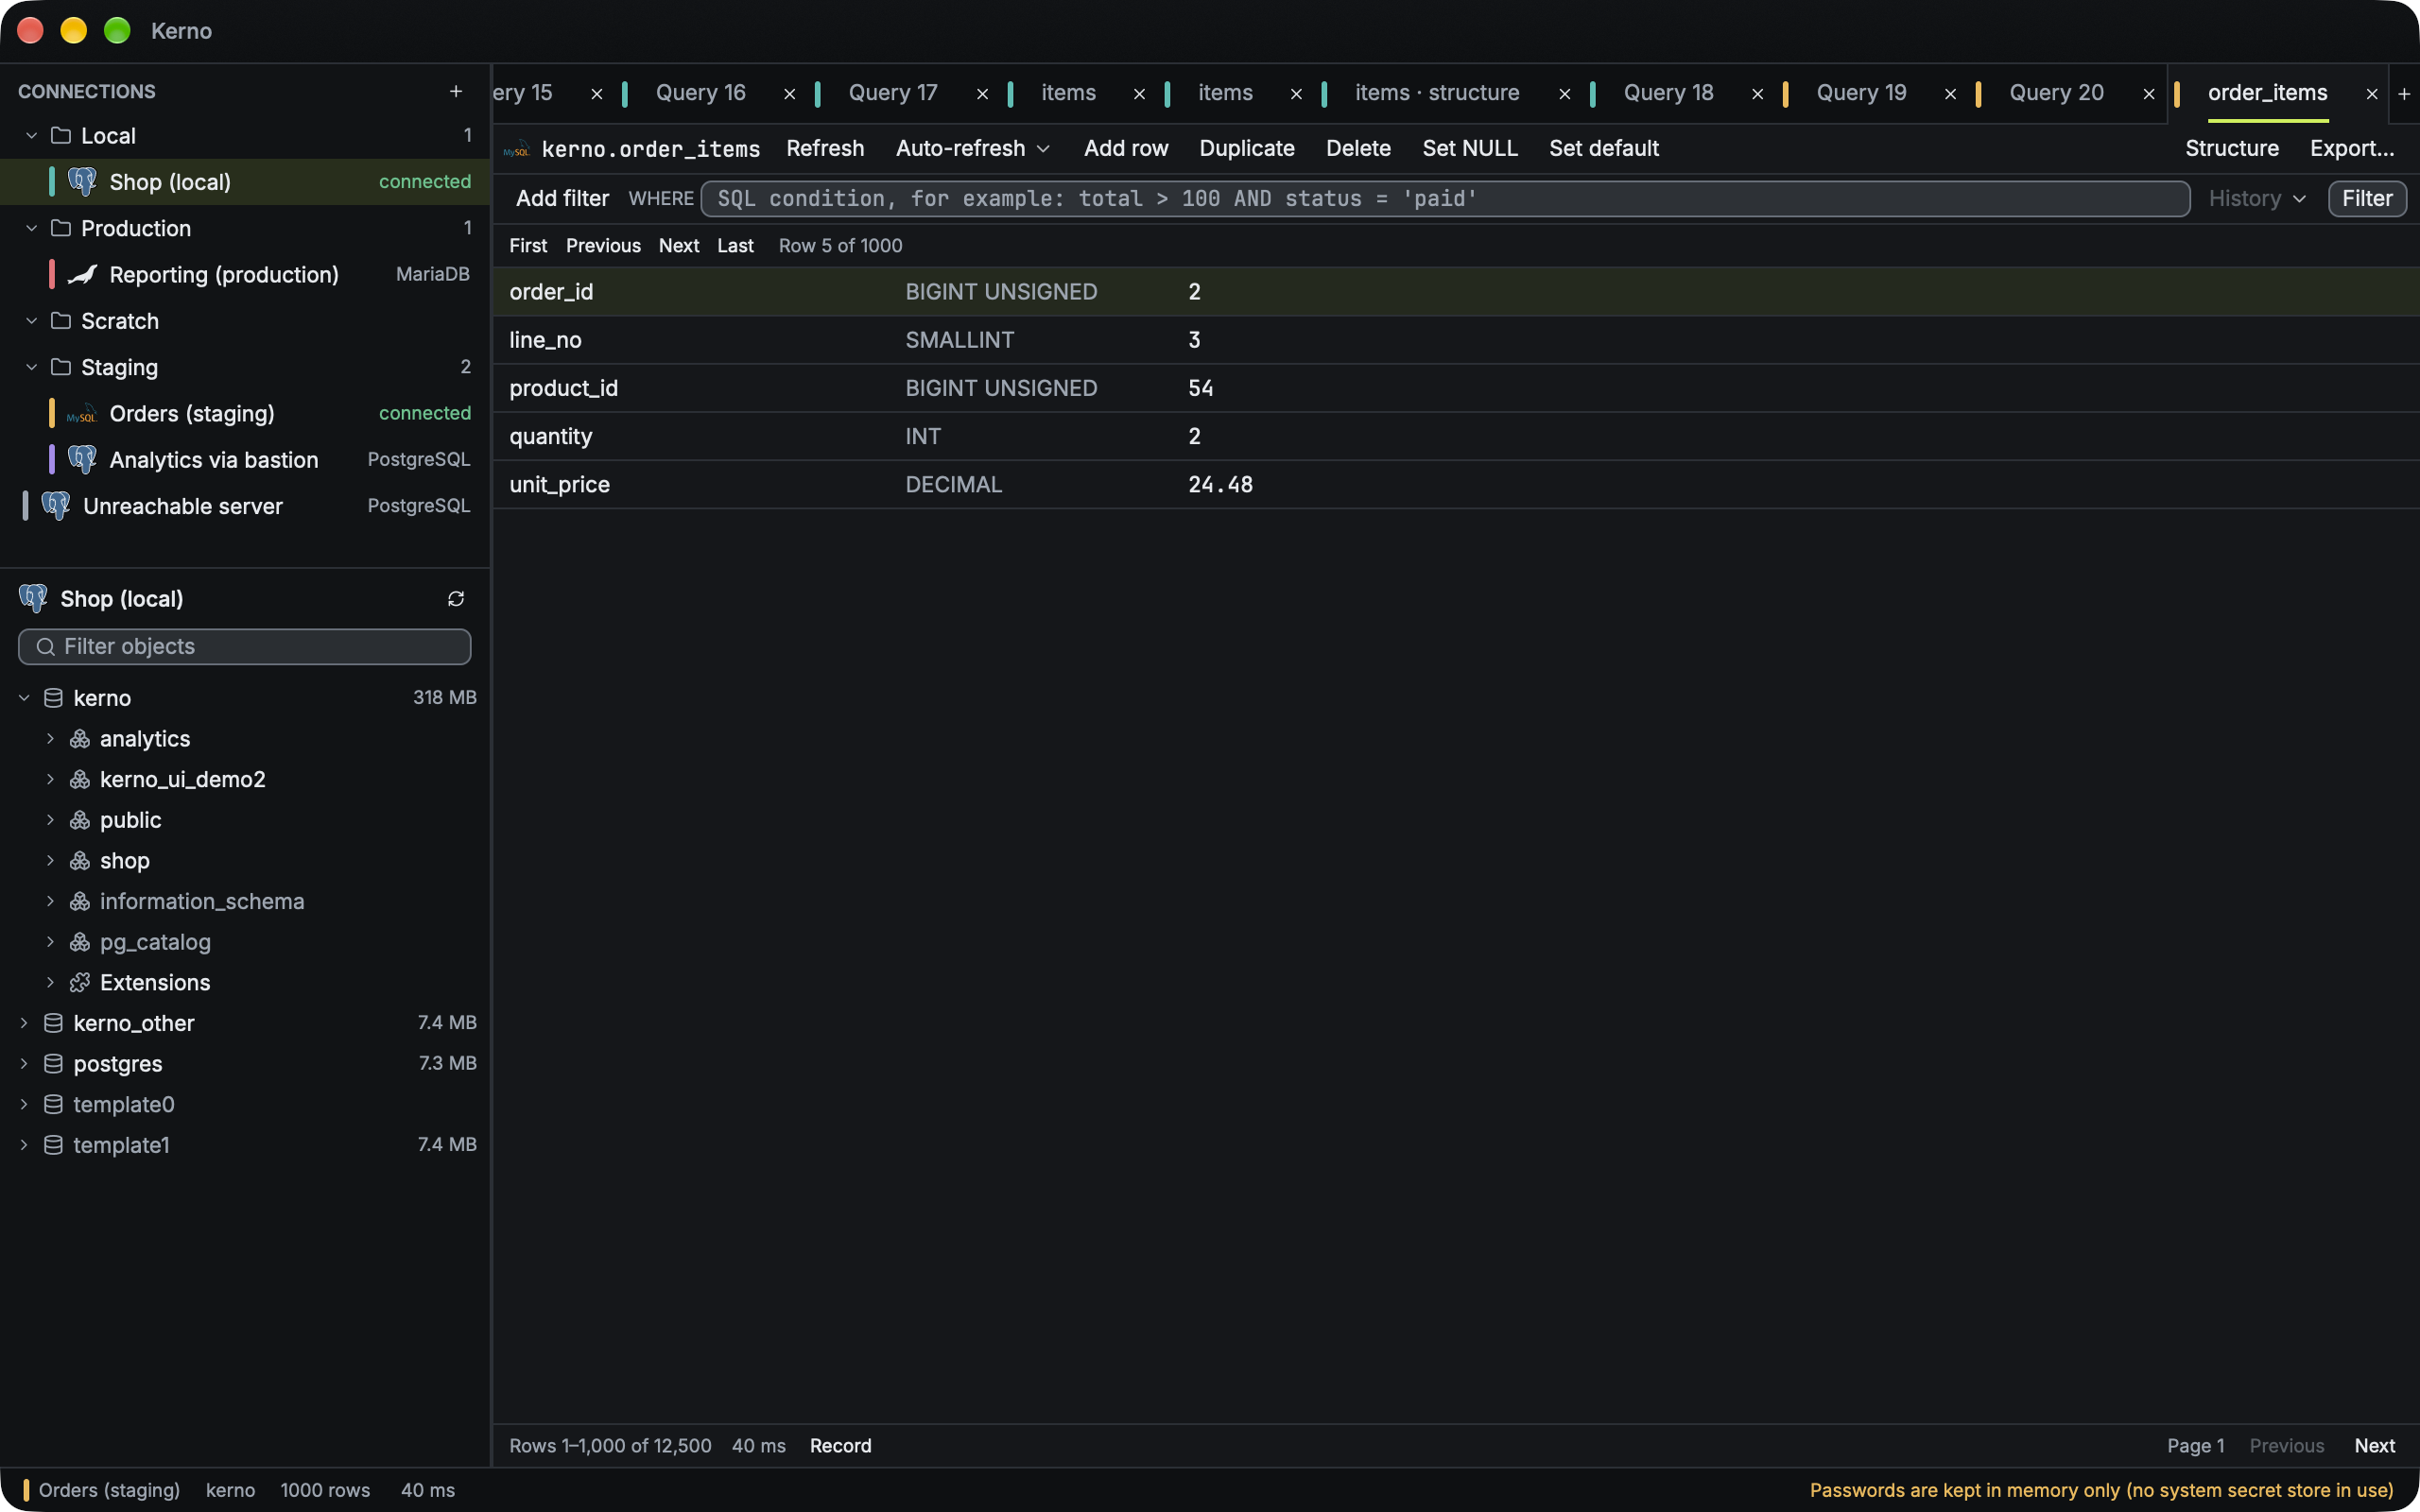 Kerno
CONNECTIONS +
Local 1
Shop (local) connected
Production 1
Reporting (production) MariaDB
Scratch
Staging 2
MySQL Orders (staging) connected
Analytics via bastion PostgreSQL
Unreachable server PostgreSQL
Shop (local)
Filter objects
kerno 318 MB
analytics
kerno_ui_demo2
public
shop
information_schema
pg_catalog
Extensions
kerno_other 7.4 MB
postgres 7.3 MB
template0
template1 7.4 MB
ery 15 × Query 16 × Query 17 × items × items × items · structure × Query 18 × Query 19 × Query 20 × order_items × +
MySQL kerno.order_items Refresh Auto-refresh Add row Duplicate Delete Set NULL Set default Structure Export...
Add filter WHERE SQL condition, for example: total > 100 AND status = 'paid' History Filter
First Previous Next Last Row 5 of 1000
order_id BIGINT UNSIGNED 2
line_no SMALLINT 3
product_id BIGINT UNSIGNED 54
quantity INT 2
unit_price DECIMAL 24.48
Rows 1–1,000 of 12,500 40 ms Record Page 1 Previous Next
Orders (staging) kerno 1000 rows 40 ms Passwords are kept in memory only (no system secret store in use)